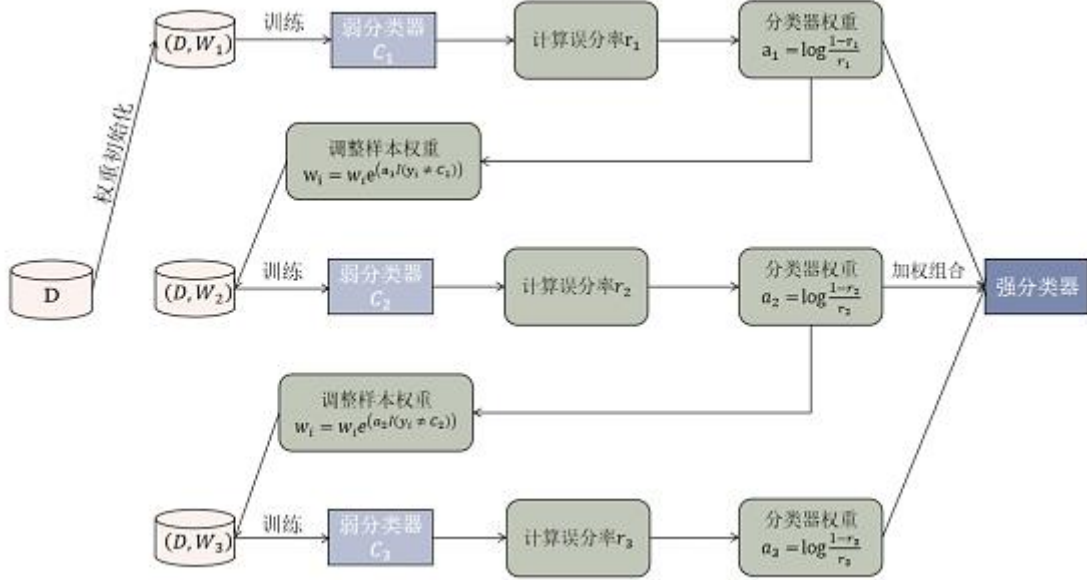 (D, W₁)
训练
弱分类器
C₁
计算误分率r₁
分类器权重
a₁ = log \frac{1−r₁}{r₁}
权重初始化
调整样本权重
wᵢ = wᵢe^{(a₁I(yᵢ ≠ C₁))}
D
(D, W₂)
训练
弱分类器
C₂
计算误分率r₂
分类器权重
a₂ = log \frac{1−r₂}{r₂}
加权组合
强分类器
调整样本权重
wᵢ = wᵢe^{(a₂I(yᵢ ≠ C₂))}
(D, W₃)
训练
弱分类器
C₃
计算误分率r₃
分类器权重
a₃ = log \frac{1−r₃}{r₃}